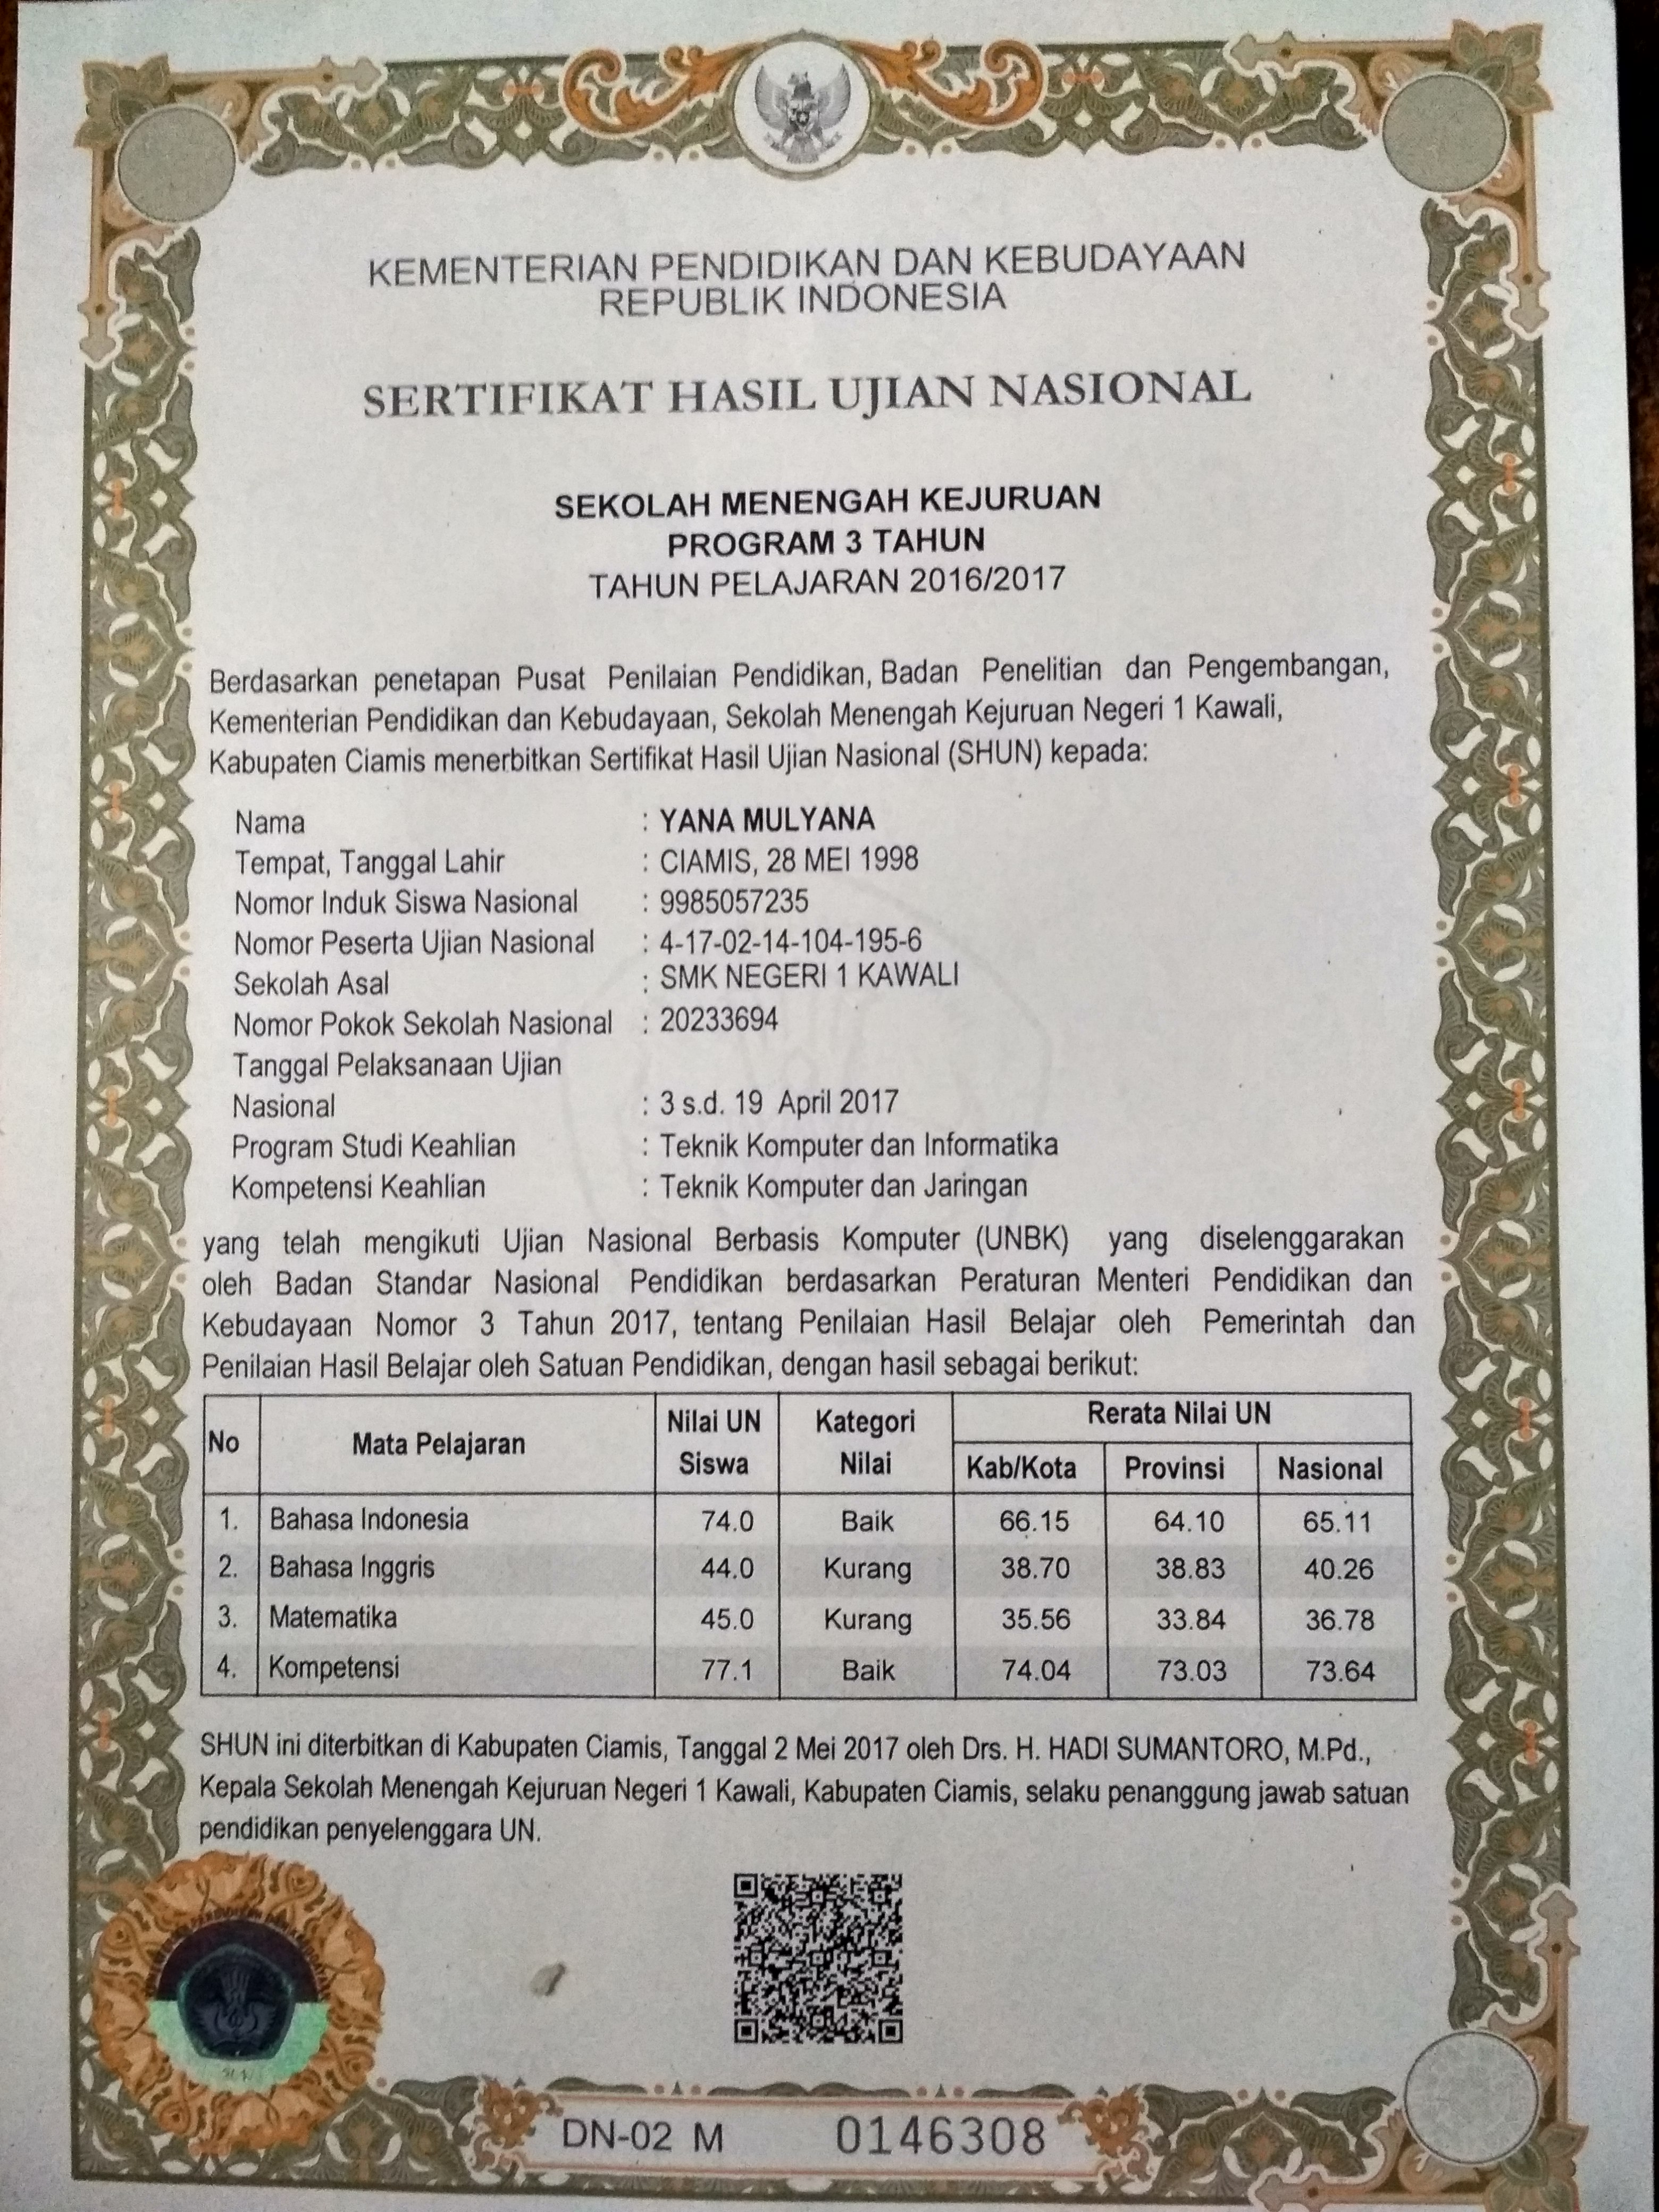 KEMENTERIAN PENDIDIKAN DAN KEBUDAYAAN
REPUBLIK INDONESIA
SERTIFIKAT HASIL UJIAN NASIONAL
SEKOLAH MENENGAH KEJURUAN
PROGRAM 3 TAHUN
TAHUN PELAJARAN 2016/2017
Berdasarkan penetapan Pusat Penilaian Pendidikan, Badan Penelitian dan Pengembangan,
Kementerian Pendidikan dan Kebudayaan, Sekolah Menengah Kejuruan Negeri 1 Kawali,
Kabupaten Ciamis menerbitkan Sertifikat Hasil Ujian Nasional (SHUN) kepada:
Nama : YANA MULYANA
Tempat, Tanggal Lahir : CIAMIS, 28 MEI 1998
Nomor Induk Siswa Nasional : 9985057235
Nomor Peserta Ujian Nasional : 4-17-02-14-104-195-6
Sekolah Asal : SMK NEGERI 1 KAWALI
Nomor Pokok Sekolah Nasional : 20233694
Tanggal Pelaksanaan Ujian
Nasional : 3 s.d. 19 April 2017
Program Studi Keahlian : Teknik Komputer dan Informatika
Kompetensi Keahlian : Teknik Komputer dan Jaringan
yang telah mengikuti Ujian Nasional Berbasis Komputer (UNBK) yang diselenggarakan
oleh Badan Standar Nasional Pendidikan berdasarkan Peraturan Menteri Pendidikan dan
Kebudayaan Nomor 3 Tahun 2017, tentang Penilaian Hasil Belajar oleh Pemerintah dan
Penilaian Hasil Belajar oleh Satuan Pendidikan, dengan hasil sebagai berikut:
No Mata Pelajaran Nilai UN Siswa Kategori Nilai Rerata Nilai UN
Kab/Kota Provinsi Nasional
1. Bahasa Indonesia 74.0 Baik 66.15 64.10 65.11
2. Bahasa Inggris 44.0 Kurang 38.70 38.83 40.26
3. Matematika 45.0 Kurang 35.56 33.84 36.78
4. Kompetensi 77.1 Baik 74.04 73.03 73.64
SHUN ini diterbitkan di Kabupaten Ciamis, Tanggal 2 Mei 2017 oleh Drs. H. HADI SUMANTORO, M.Pd.,
Kepala Sekolah Menengah Kejuruan Negeri 1 Kawali, Kabupaten Ciamis, selaku penanggung jawab satuan
pendidikan penyelenggara UN.
DN-02 M 0146308